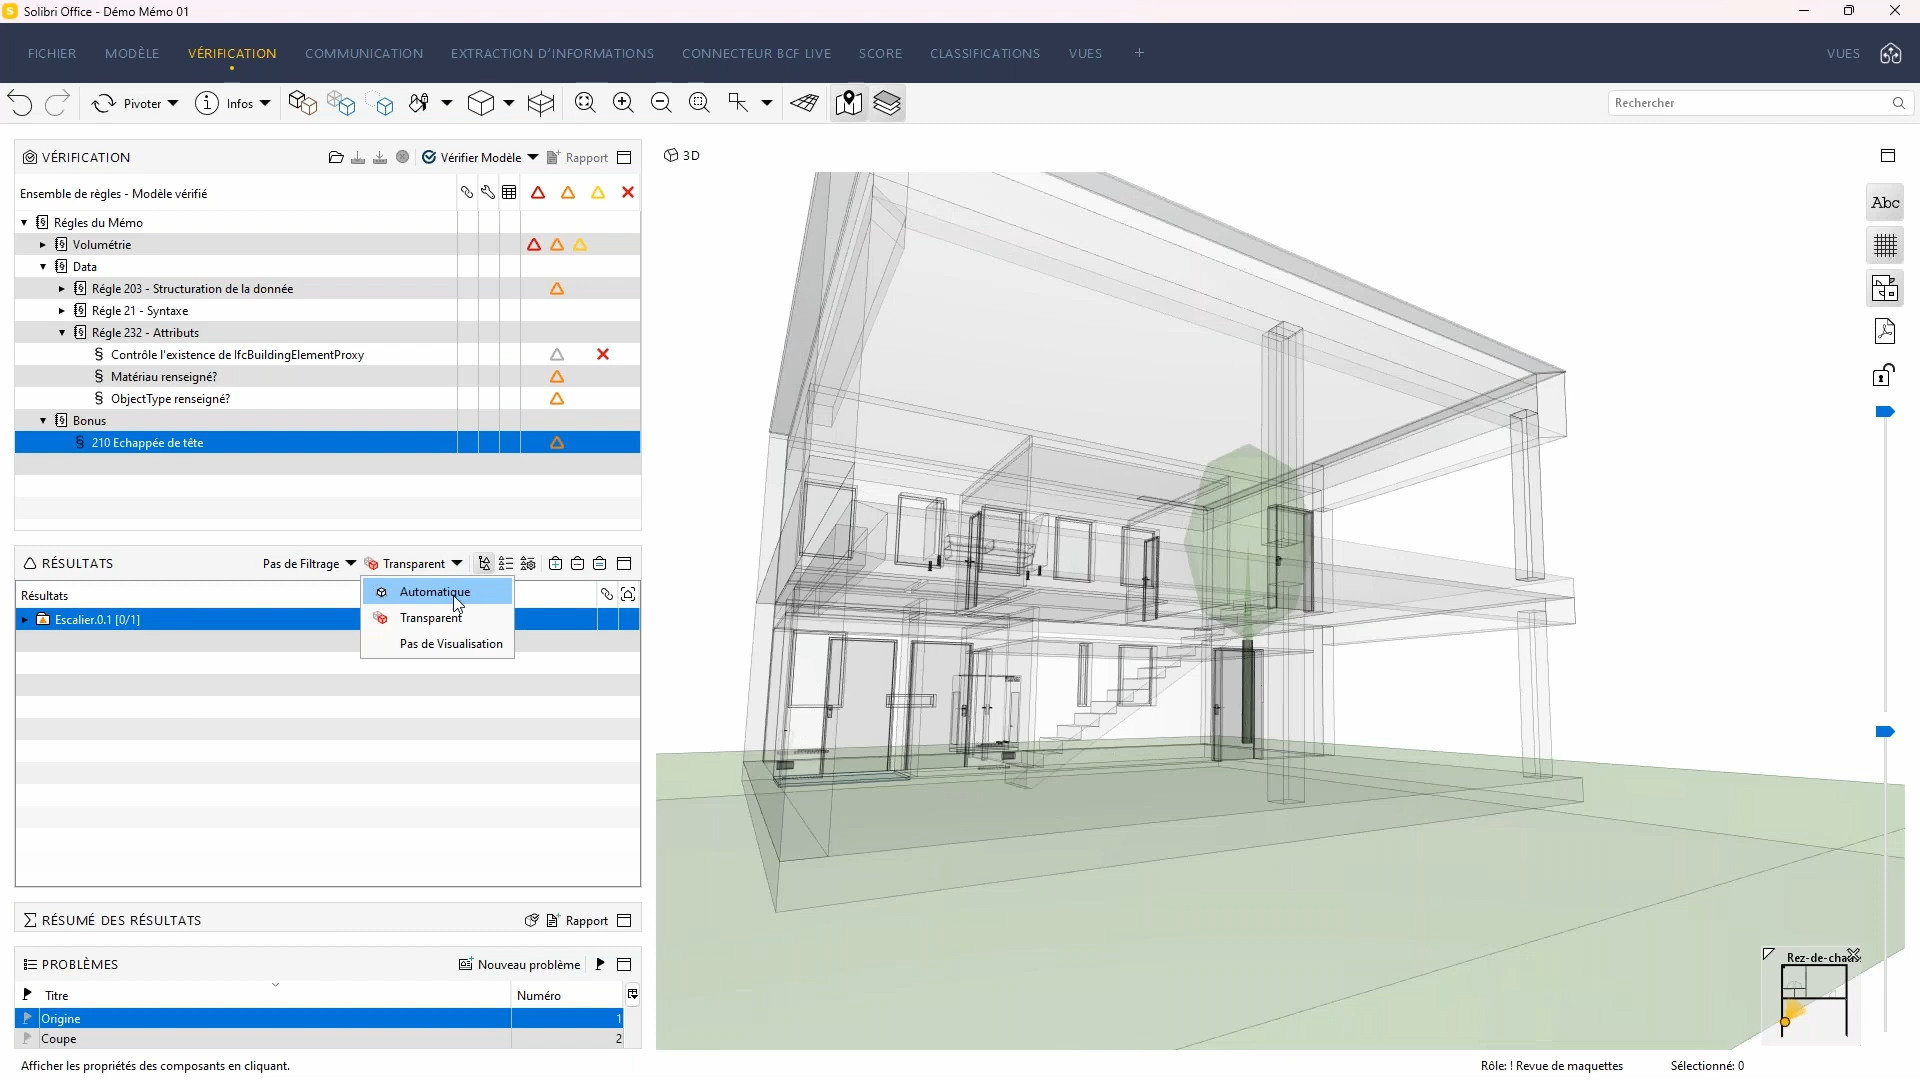 Solibri Office - Démo Mémo 01
FICHIER MODÈLE VÉRIFICATION COMMUNICATION EXTRACTION D'INFORMATIONS CONNECTEUR BCF LIVE SCORE CLASSIFICATIONS VUES + VUES
Pivoter Infos Rechercher
VÉRIFICATION Vérifier Modèle Rapport
3D
Ensemble de règles - Modèle vérifié
Abc
Régles du Mémo
Volumétrie
Data
Régle 203 - Structuration de la donnée
Régle 21 - Syntaxe
Régle 232 - Attributs
§ Contrôle l'existence de IfcBuildingElementProxy
§ Matériau renseigné?
§ ObjectType renseigné?
Bonus
§ 210 Echappée de tête
RÉSULTATS Pas de Filtrage Transparent
Résultats
Automatique
Escalier.0.1 [0/1]
Transparent
Pas de Visualisation
RÉSUMÉ DES RÉSULTATS Rapport
PROBLÈMES Nouveau problème
Rez-de-chaus
Titre Numéro
Origine 1
Coupe 2
Afficher les propriétés des composants en cliquant. Rôle: ! Revue de maquettes Sélectionné: 0